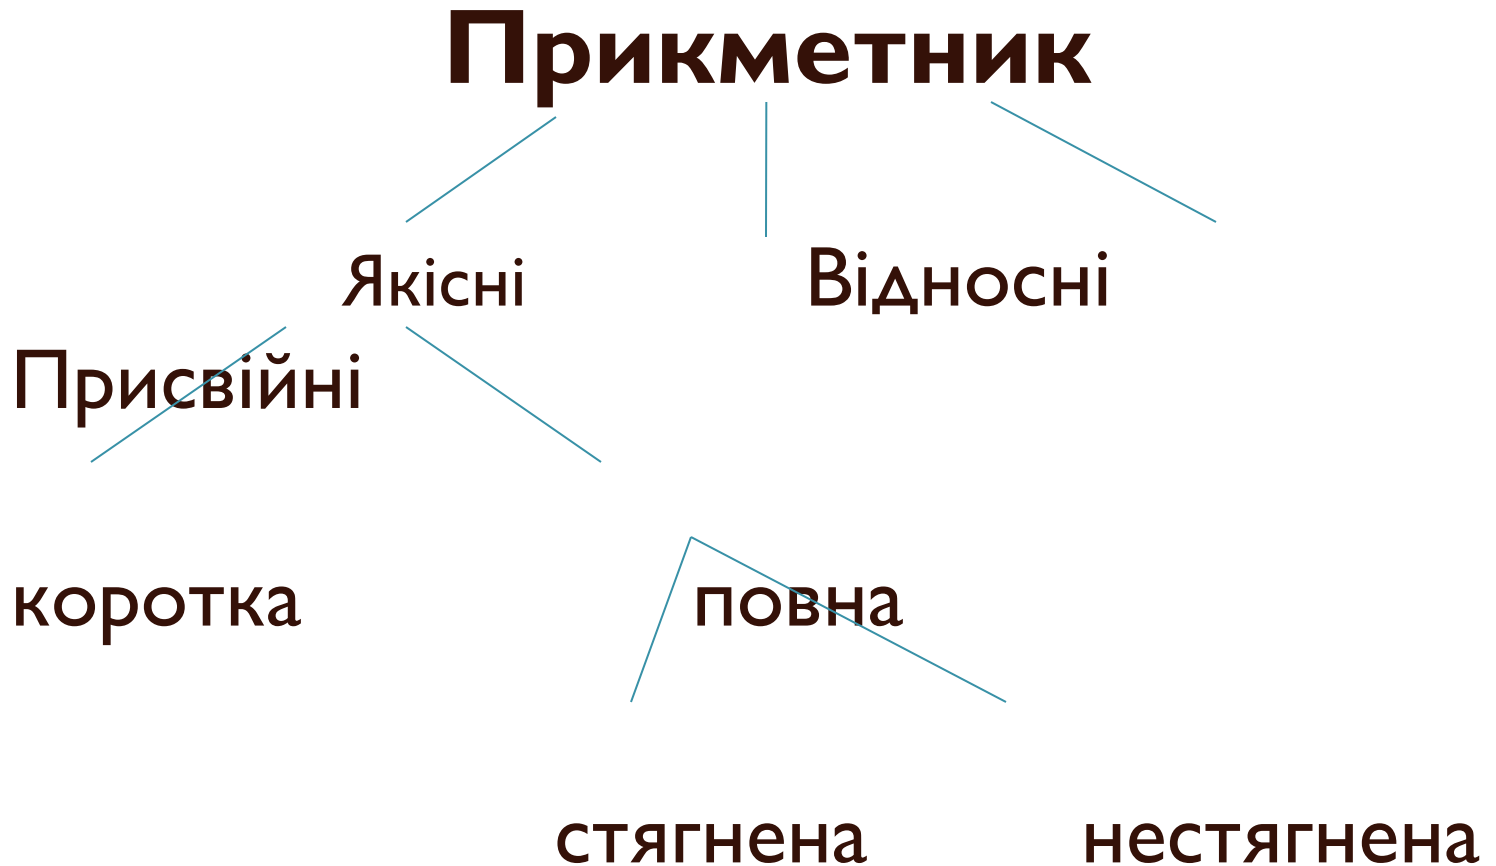 Прикметник
Якісні Відносні
Присвійні
коротка повна
стягнена нестягнена